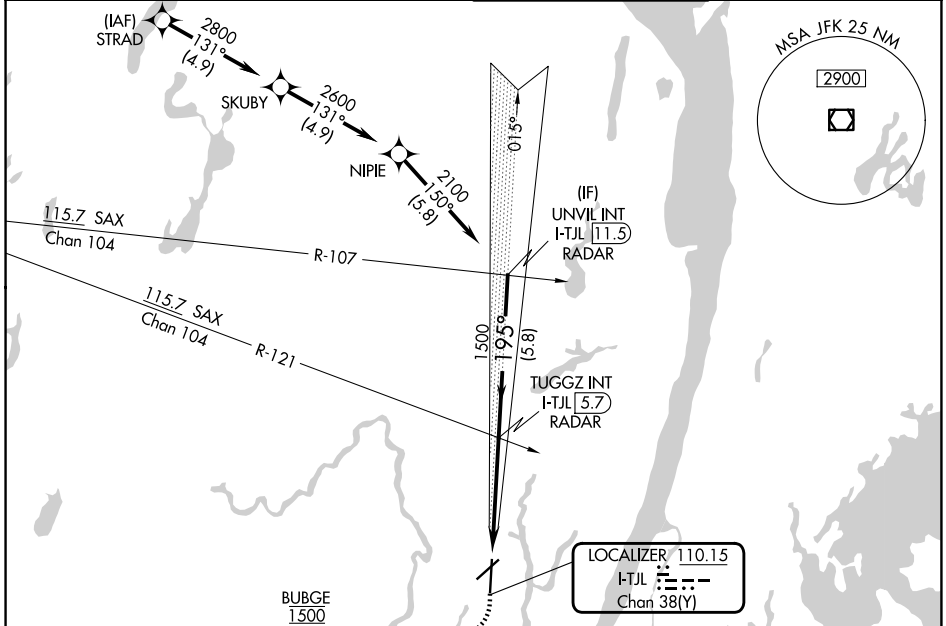 (IAF)
STRAD
2800
131°
(4.9)
SKUBY
2600
131°
(4.9)
NIPIE
2100
150°
(5.8)
015°
MSA JFK 25 NM
2900
(IF)
UNVIL INT
I-TJL 11.5
RADAR
115.7 SAX
Chan 104
R-107
115.7 SAX
Chan 104
R-121
1500
195°
(5.8)
TUGGZ INT
I-TJL 5.7
RADAR
LOCALIZER 110.15
I-TJL
Chan 38(Y)
BUBGE
1500